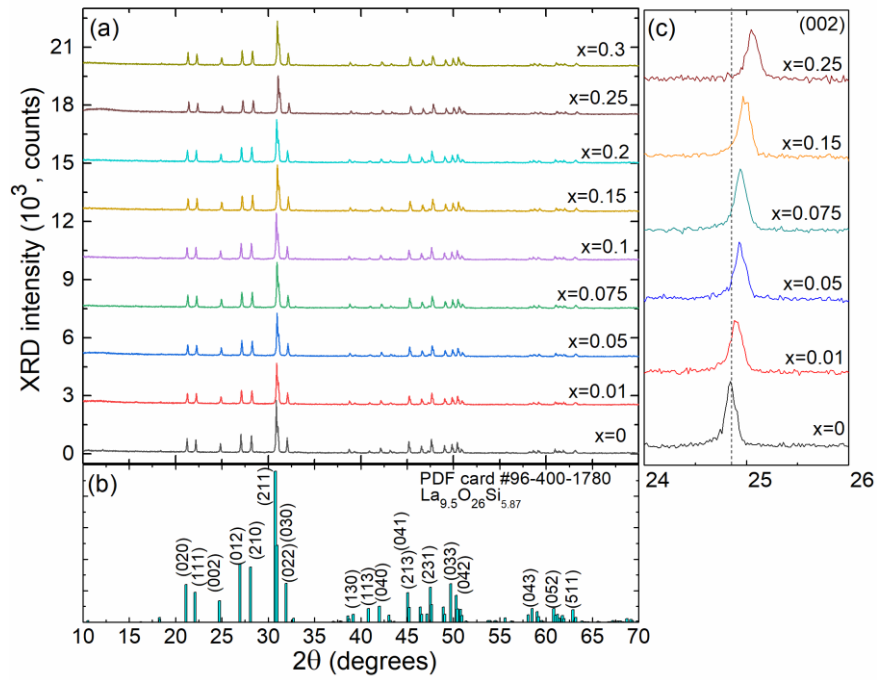 (a)
XRD intensity (10³, counts)
21
18
15
12
9
6
3
0
x=0.3
x=0.25
x=0.2
x=0.15
x=0.1
x=0.075
x=0.05
x=0.01
x=0
(c)
(002)
x=0.25
x=0.15
x=0.075
x=0.05
x=0.01
x=0
24
25
26
(b)
PDF card #96-400-1780
La₉.₅O₂₆Si₅.₈₇
(020)
(111)
(002)
(012)
(210)
(211)
(022)
(030)
(130)
(113)
(040)
(213)
(041)
(231)
(033)
(042)
(043)
(052)
(511)
10 15 20 25 30 35 40 45 50 55 60 65 70
2θ (degrees)